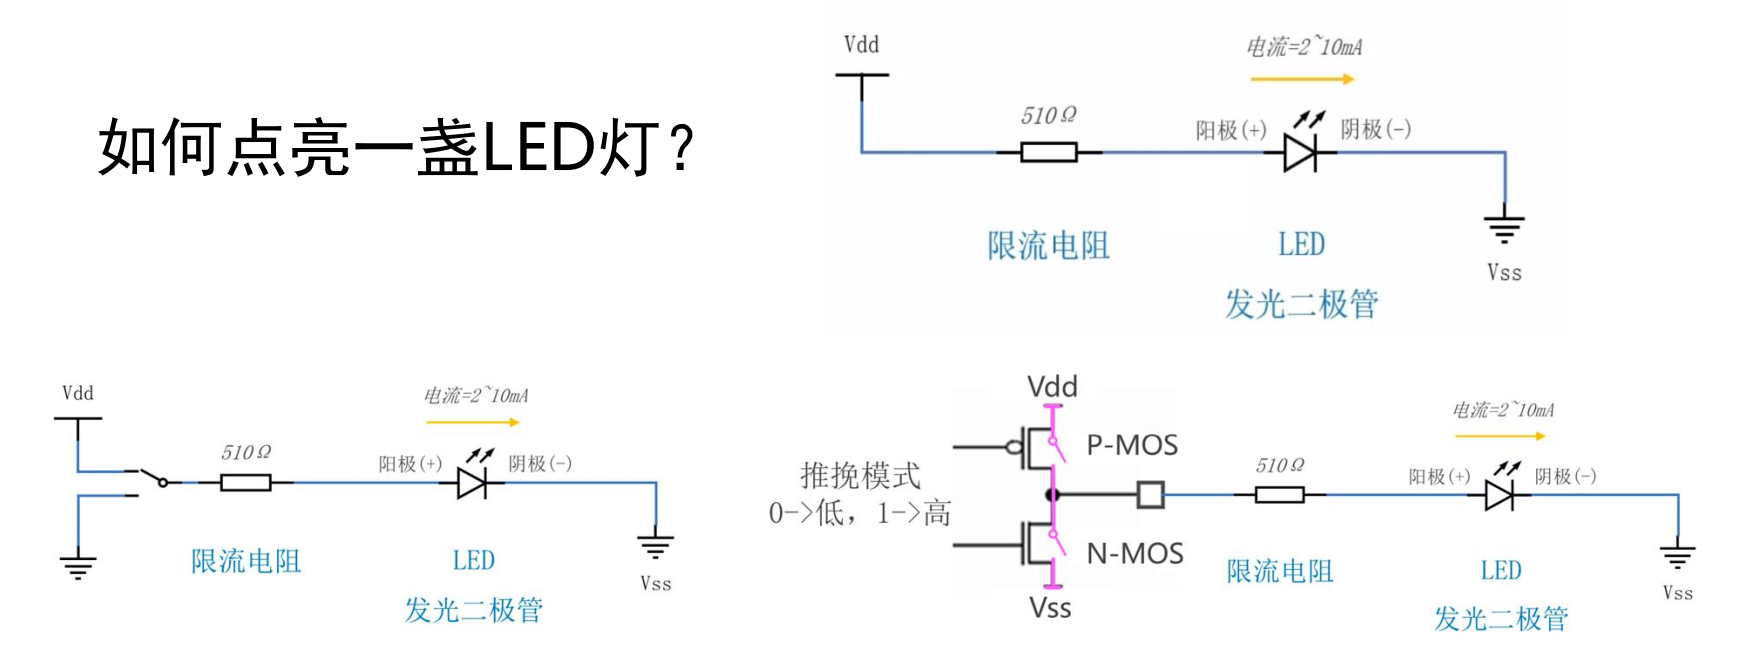 如何点亮一盏LED灯？
Vdd
电流=2~10mA
510Ω
阳极(+)
阴极(-)
限流电阻
LED
发光二极管
Vss
Vdd
电流=2~10mA
510Ω
阳极(+)
阴极(-)
限流电阻
LED
发光二极管
Vss
推挽模式
0->低，1->高
Vdd
P-MOS
N-MOS
Vss
电流=2~10mA
510Ω
阳极(+)
阴极(-)
限流电阻
LED
发光二极管
Vss